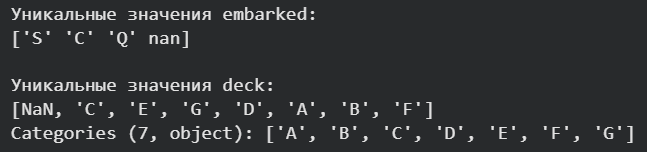 Уникальные значения embarked:
['S' 'C' 'Q' nan]
Уникальные значения deck:
[NaN, 'C', 'E', 'G', 'D', 'A', 'B', 'F']
Categories (7, object): ['A', 'B', 'C', 'D', 'E', 'F', 'G']